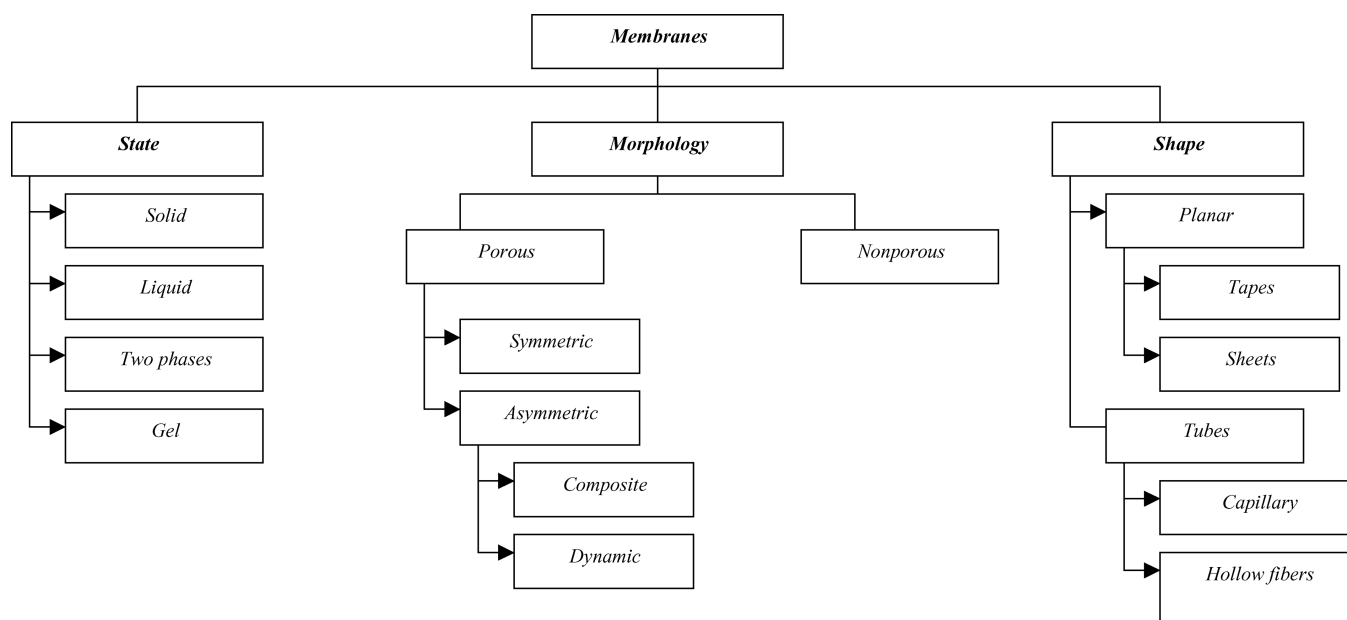 Membranes
State
Morphology
Shape
Solid
Liquid
Two phases
Gel
Porous
Nonporous
Symmetric
Asymmetric
Composite
Dynamic
Planar
Tapes
Sheets
Tubes
Capillary
Hollow fibers